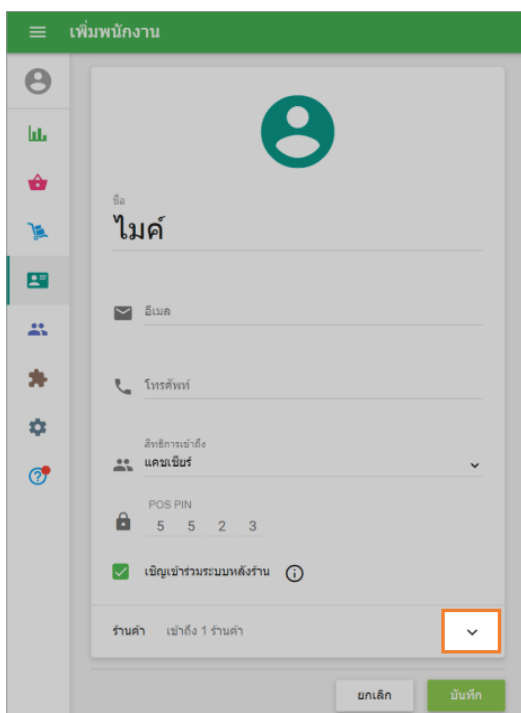 เพิ่มพนักงาน
ชื่อ
ไมค์
อีเมล
โทรศัพท์
สิทธิการเข้าถึง
แคชเชียร์
POS PIN
5 5 2 3
เชิญเข้าร่วมระบบหลังร้าน
ร้านค้า เข้าถึง 1 ร้านค้า
ยกเลิก บันทึก